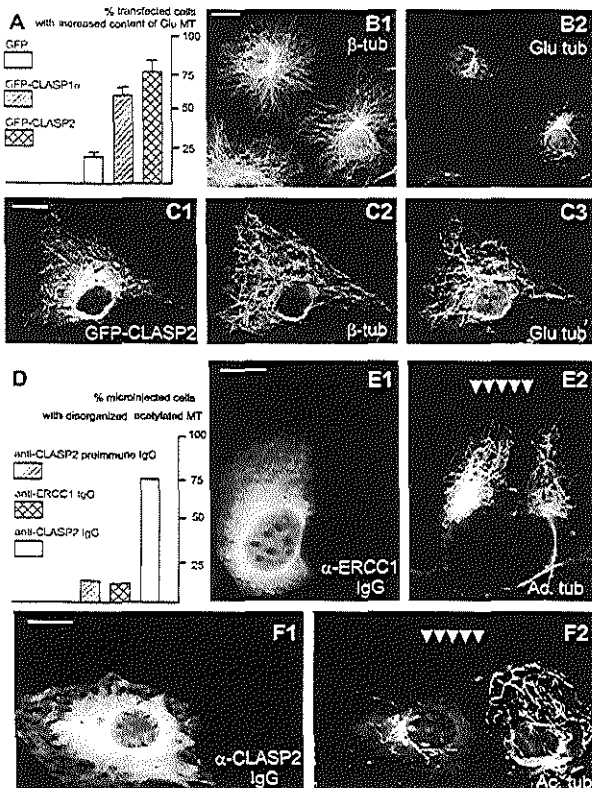 A
% transfected cells
with increased content of Glu MT
GFP
GFP-CLASP1α
GFP-CLASP2
100
75
50
25
B1
β-tub
B2
Glu tub
C1
GFP-CLASP2
C2
β-tub
C3
Glu tub
D
% microinjected cells
with disorganized acetylated MT
anti-CLASP2 preimmune IgG
anti-ERCC1 IgG
anti-CLASP2 IgG
100
75
50
25
E1
α-ERCC1
IgG
E2
Ac. tub
F1
α-CLASP2
IgG
F2
Ac. tub